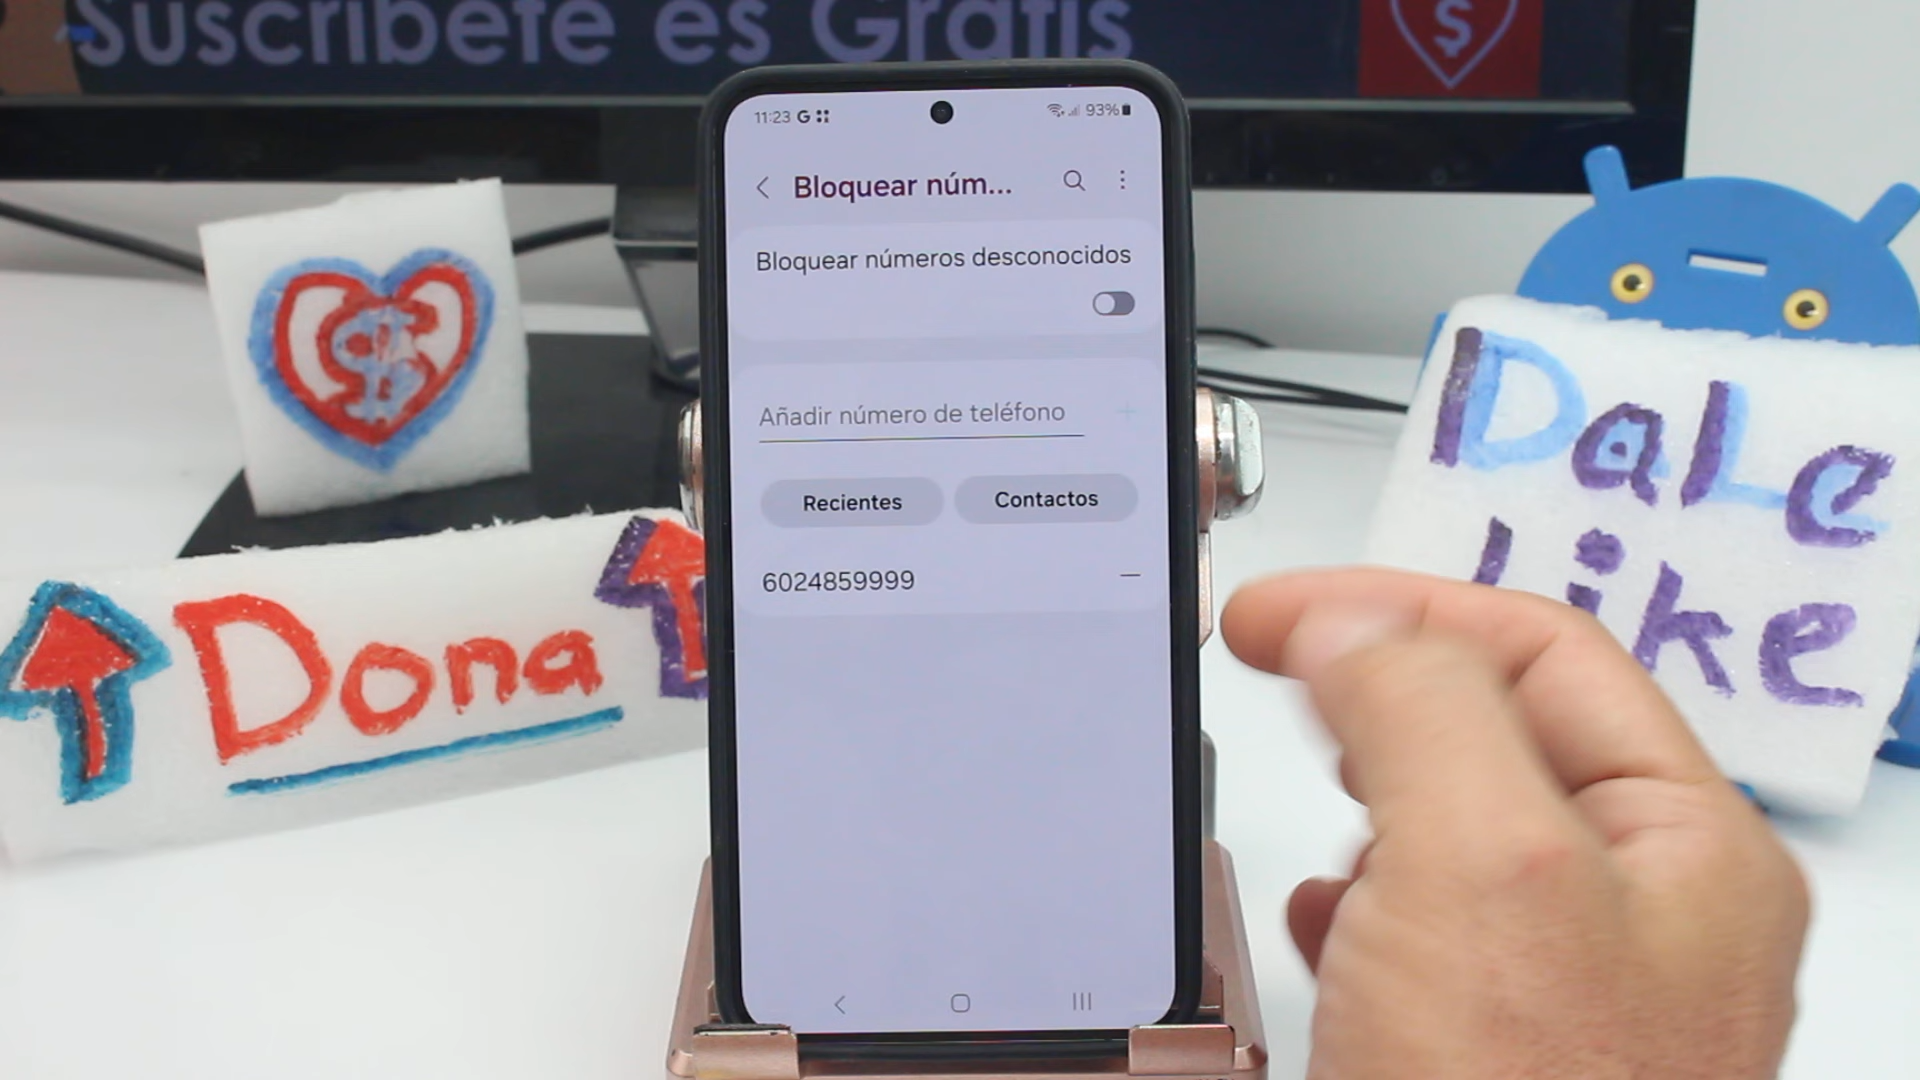 Suscribete es Gratis
$
11:23 G
93%
Bloquear núm...
Bloquear números desconocidos
Añadir número de teléfono
+
Recientes
Contactos
6024859999
$
Dona
Dale
Like